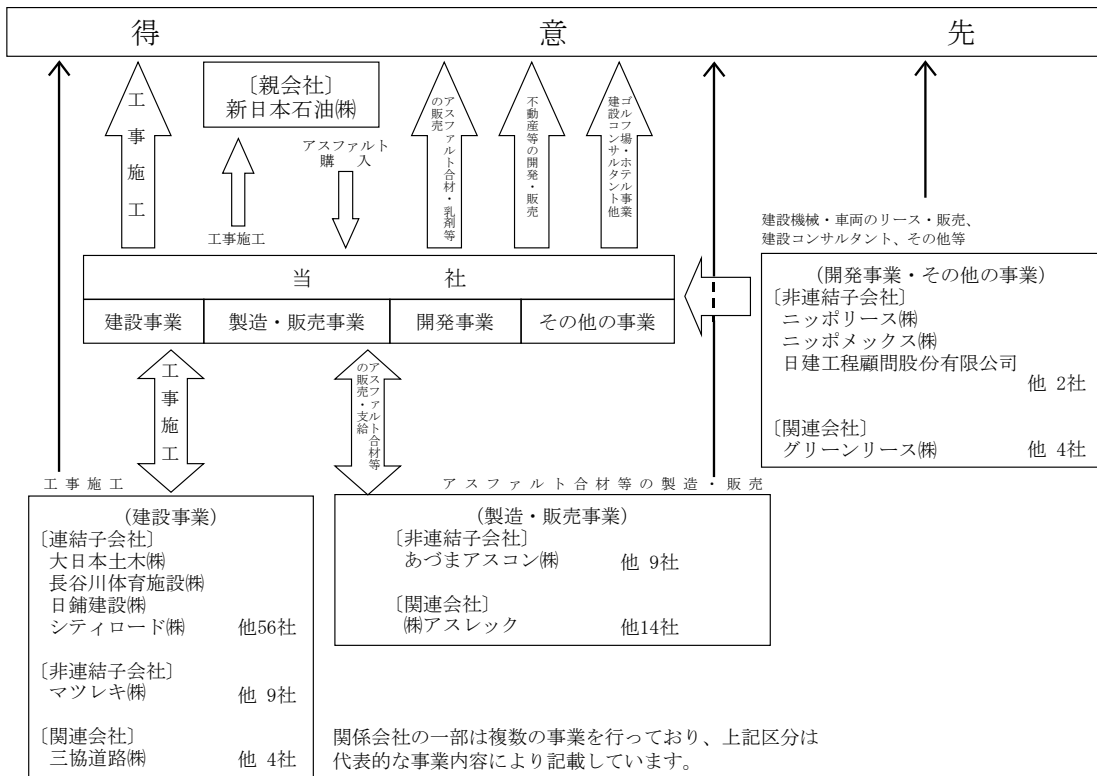 得意先
〔親会社〕
新日本石油㈱
工事施工
工事施工
アスファルト
購入
アスファルト合材・乳剤等
の販売
不動産等の開発・販売
ゴルフ場・ホテル事業
建設コンサルタント他
建設機械・車両のリース・販売、
建設コンサルタント、その他等
当社
建設事業
製造・販売事業
開発事業
その他の事業
(開発事業・その他の事業)
〔非連結子会社〕
ニッポリース㈱
ニッポメックス㈱
日建工程顧問股份有限公司
他 2社
〔関連会社〕
グリーンリース㈱ 他 4社
工事施工
アスファルト合材等
の販売・支給
工事施工
アスファルト合材等の製造・販売
(建設事業)
〔連結子会社〕
大日本土木㈱
長谷川体育施設㈱
日鋪建設㈱
シティロード㈱ 他56社
〔非連結子会社〕
マツレキ㈱ 他 9社
〔関連会社〕
三協道路㈱ 他 4社
(製造・販売事業)
〔非連結子会社〕
あづまアスコン㈱ 他 9社
〔関連会社〕
㈱アスレック 他14社
関係会社の一部は複数の事業を行っており、上記区分は
代表的な事業内容により記載しています。